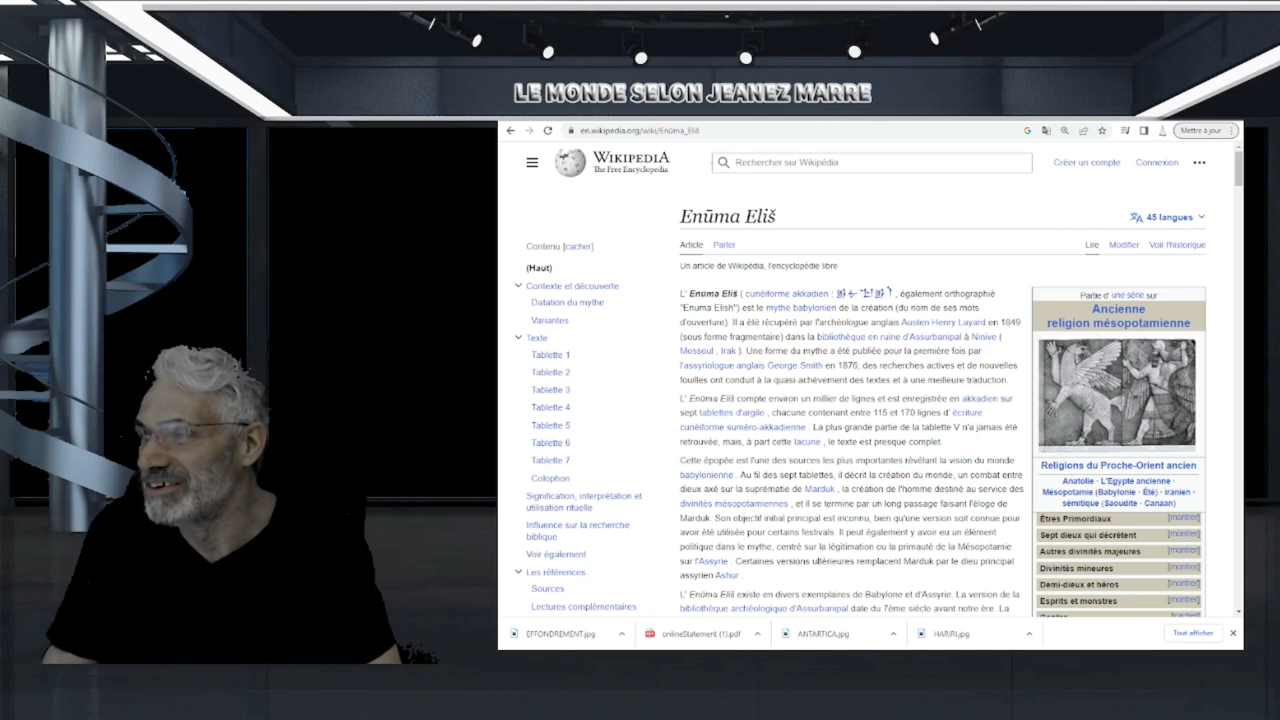 LE MONDE SELON JEANEZ MARRE
en.wikipedia.org/wiki/Enūma_Eliš
Mettre à jour
WIKIPEDIA
The Free Encyclopedia
Rechercher sur Wikipédia
Créer un compte
Connexion
Enūma Eliš
45 langues
Article
Parler
Lire
Modifier
Voir l'historique
Un article de Wikipédia, l'encyclopédie libre
Contenu [cacher]
(Haut)
Contexte et découverte
Datation du mythe
Variantes
Texte
Tablette 1
Tablette 2
Tablette 3
Tablette 4
Tablette 5
Tablette 6
Tablette 7
Colophon
Signification, interprétation et
utilisation rituelle
Influence sur la recherche
biblique
Voir également
Les références
Sources
Lectures complémentaires
L' Enūma Eliš ( cunéiforme akkadien : , également orthographié
"Enuma Elish") est le mythe babylonien de la création (du nom de ses mots
d'ouverture). Il a été récupéré par l'archéologue anglais Austen Henry Layard en 1849
(sous forme fragmentaire) dans la bibliothèque en ruine d'Assurbanipal à Ninive (
Mossoul , Irak ). Une forme du mythe a été publiée pour la première fois par
l'assyriologue anglais George Smith en 1876, des recherches actives et de nouvelles
fouilles ont conduit à la quasi-achèvement des textes et à une meilleure traduction.
L' Enūma Eliš compte environ un millier de lignes et est enregistrée en akkadien sur
sept tablettes d'argile , chacune contenant entre 115 et 170 lignes d' écriture
cunéiforme suméro-akkadienne . La plus grande partie de la tablette V n'a jamais été
retrouvée, mais, à part cette lacune , le texte est presque complet.
Cette épopée est l'une des sources les plus importantes révélant la vision du monde
babylonienne . Au fil des sept tablettes, il décrit la création du monde, un combat entre
dieux axé sur la suprématie de Marduk , la création de l'homme destiné au service des
divinités mésopotamiennes , et il se termine par un long passage faisant l'éloge de
Marduk. Son objectif initial principal est inconnu, bien qu'une version soit connue pour
avoir été utilisée pour certains festivals. Il peut également y avoir eu un élément
politique dans le mythe, centré sur la légitimation ou la primauté de la Mésopotamie
sur l'Assyrie . Certaines versions ultérieures remplacent Marduk par le dieu principal
assyrien Ashur .
L' Enūma Eliš existe en divers exemplaires de Babylone et d'Assyrie. La version de la
bibliothèque archéologique d'Assurbanipal date du 7ème siècle avant notre ère. La
Partie d' une série sur
Ancienne
religion mésopotamienne
Religions du Proche-Orient ancien
Anatolie · L'Égypte ancienne ·
Mésopotamie (Babylonie · Été) · iranien ·
sémitique (Saoudite · Canaan)
Êtres Primordiaux [montrer]
Sept dieux qui décrètent [montrer]
Autres divinités majeures [montrer]
Divinités mineures [montrer]
Demi-dieux et héros [montrer]
Esprits et monstres [montrer]
EFFONDREMENT.jpg
onlineStatement (1).pdf
ANTARTICA.jpg
HARIRI.jpg
Tout afficher